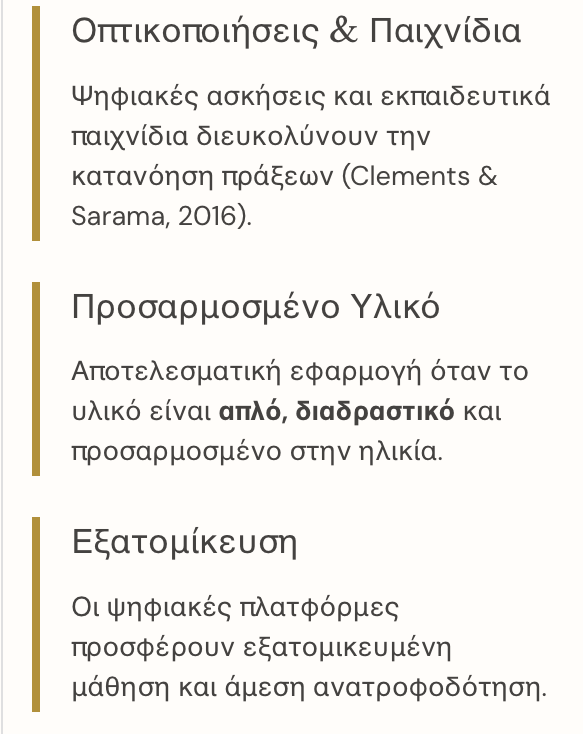 Οπτικοποιήσεις & Παιχνίδια
Ψηφιακές ασκήσεις και εκπαιδευτικά
παιχνίδια διευκολύνουν την
κατανόηση πράξεων (Clements &
Sarama, 2016).
Προσαρμοσμένο Υλικό
Αποτελεσματική εφαρμογή όταν το
υλικό είναι απλό, διαδραστικό και
προσαρμοσμένο στην ηλικία.
Εξατομίκευση
Οι ψηφιακές πλατφόρμες
προσφέρουν εξατομικευμένη
μάθηση και άμεση ανατροφοδότηση.